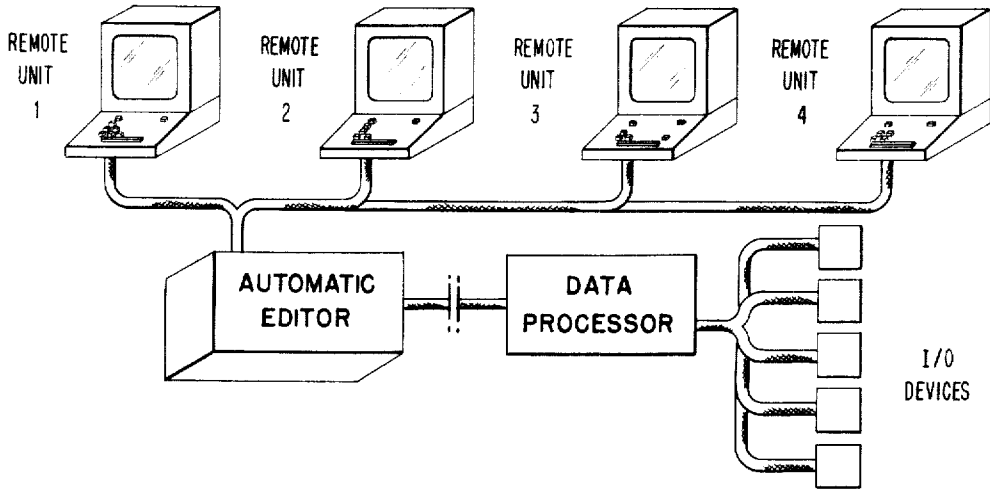 REMOTE
UNIT
1
REMOTE
UNIT
2
REMOTE
UNIT
3
REMOTE
UNIT
4
AUTOMATIC
EDITOR
DATA
PROCESSOR
I/O
DEVICES